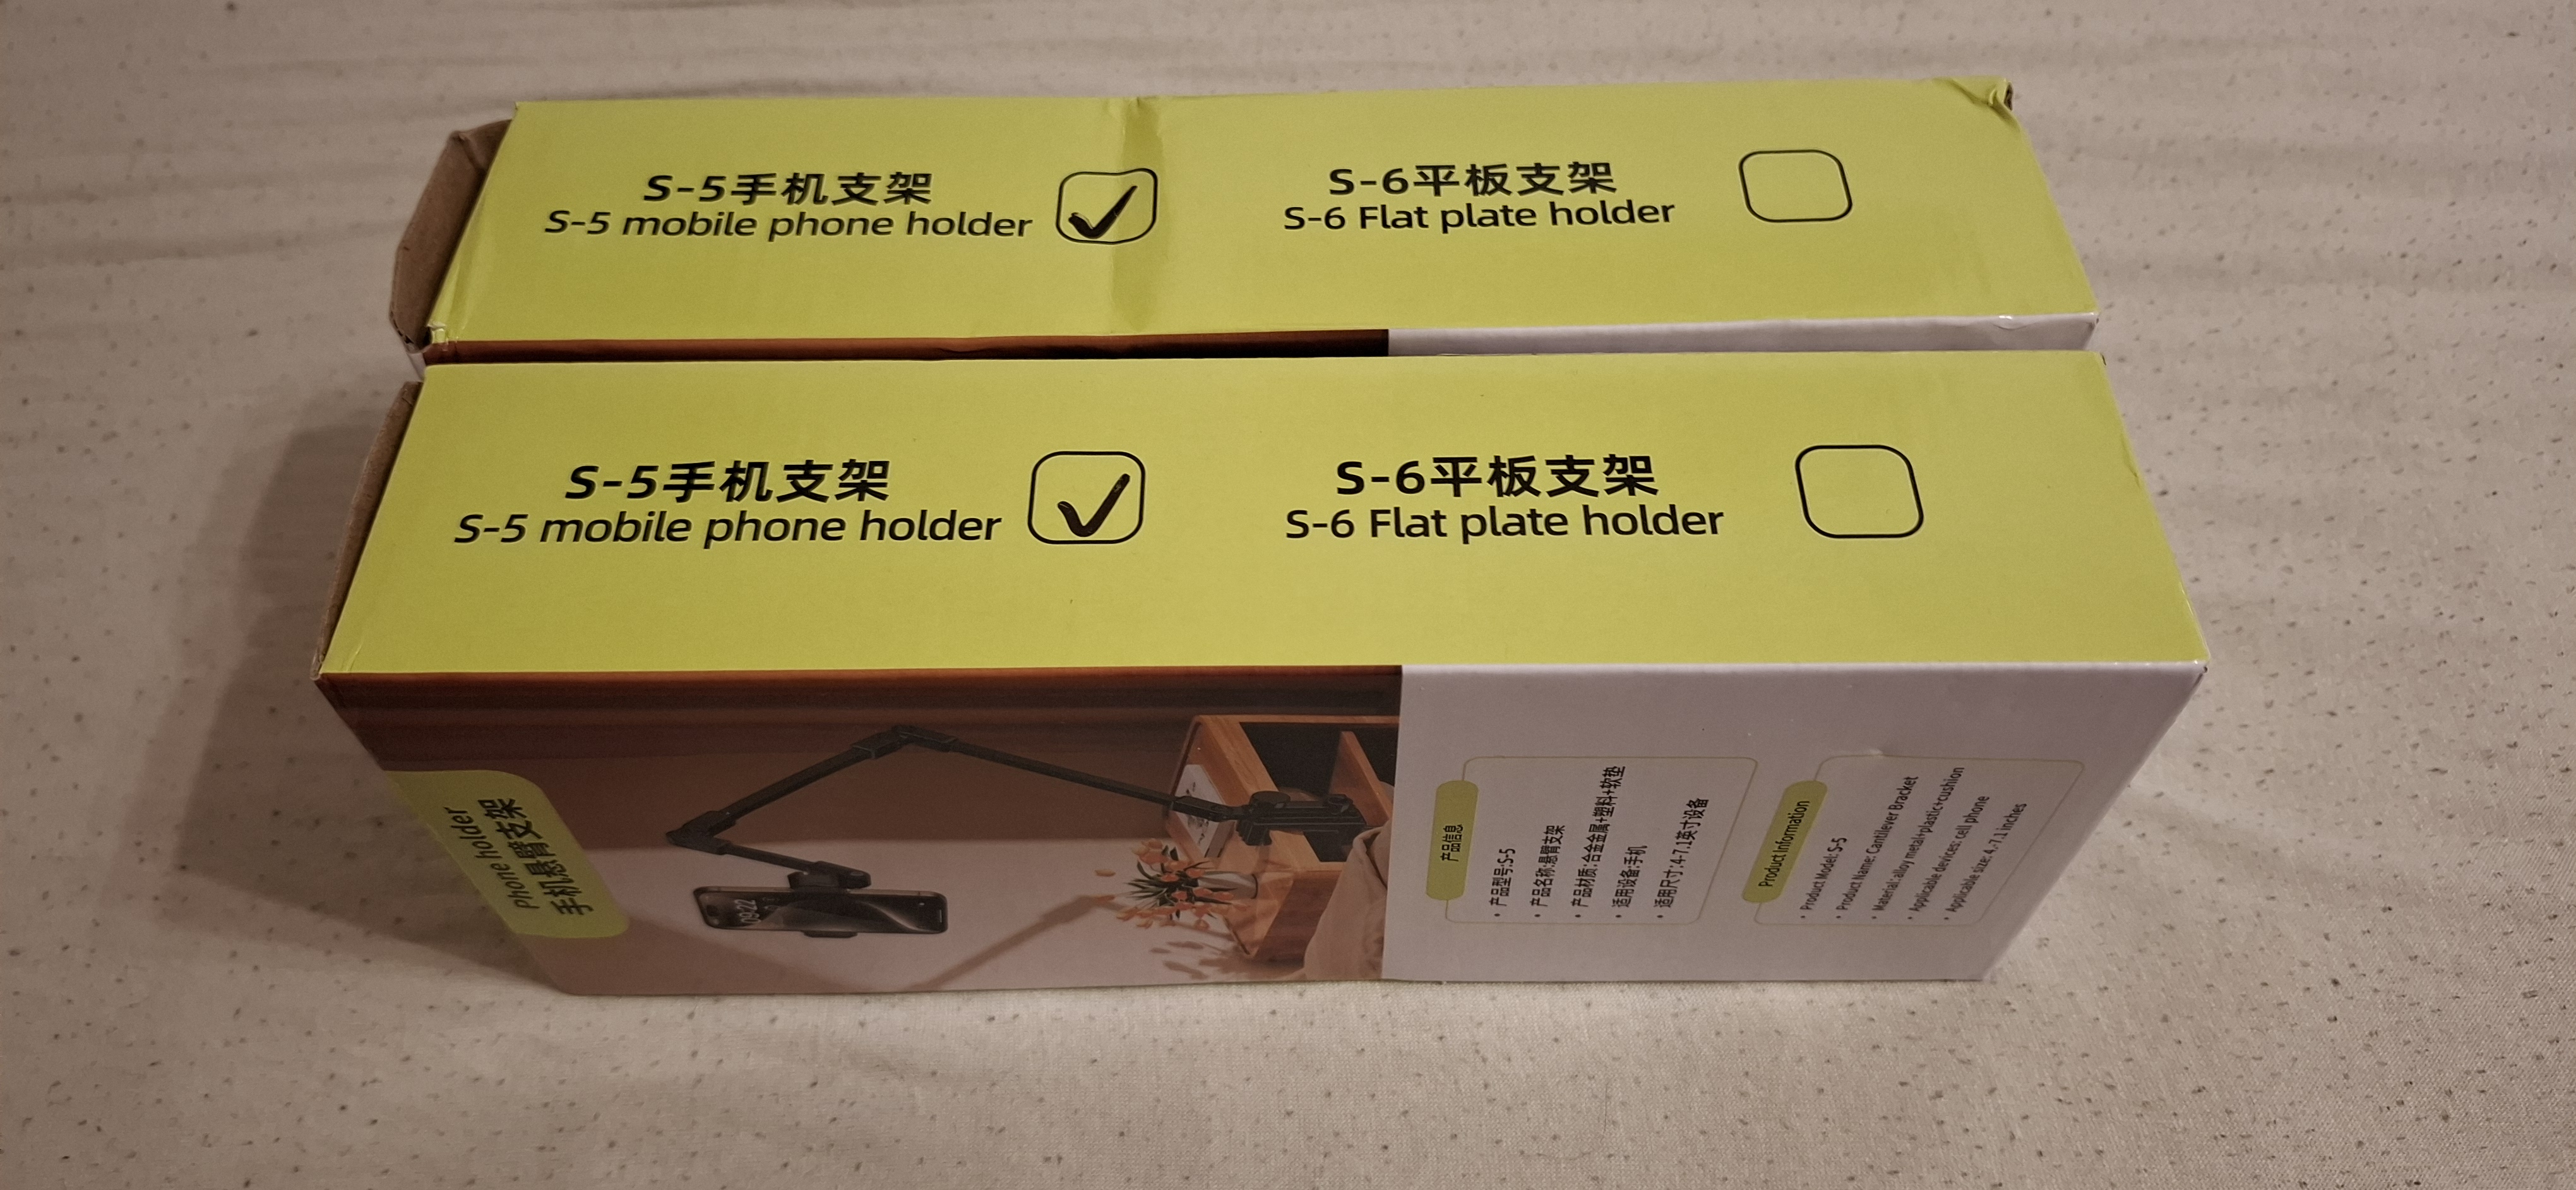 S-5手机支架
S-5 mobile phone holder
S-6平板支架
S-6 Flat plate holder
S-5手机支架
S-5 mobile phone holder
S-6平板支架
S-6 Flat plate holder
phone holder
手机悬臂支架
09:22
产品信息
• 产品型号:S-5
• 产品名称:悬臂支架
• 产品材质:合金金属+塑料+软垫
• 适用设备:手机
• 适用尺寸:4-7.1英寸设备
Product Information
• Product Model: S-5
• Product Name: Cantilever Bracket
• Material: alloy metal+plastic+cushion
• Applicable devices: cell phone
• Applicable size: 4.-7.1 inches